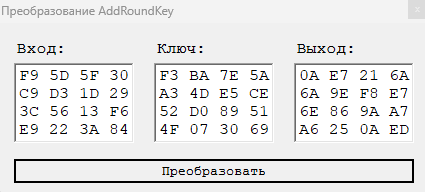 Преобразование AddRoundKey
Вход: Ключ: Выход:
F9 5D 5F 30 F3 BA 7E 5A 0A E7 21 6A
C9 D3 1D 29 A3 4D E5 CE 6A 9E F8 E7
3C 56 13 F6 52 D0 89 51 6E 86 9A A7
E9 22 3A 84 4F 07 30 69 A6 25 0A ED
Преобразовать